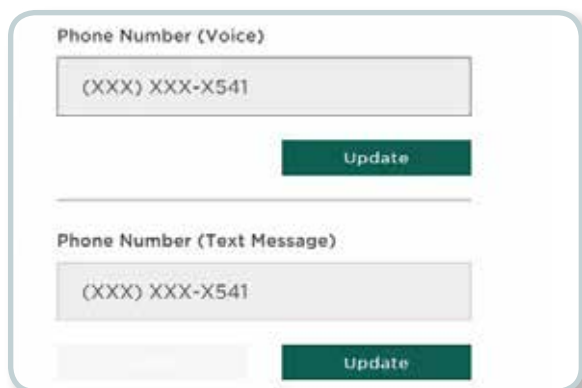 Phone Number (Voice)
(XXX) XXX-X541
Update
Phone Number (Text Message)
(XXX) XXX-X541
Update